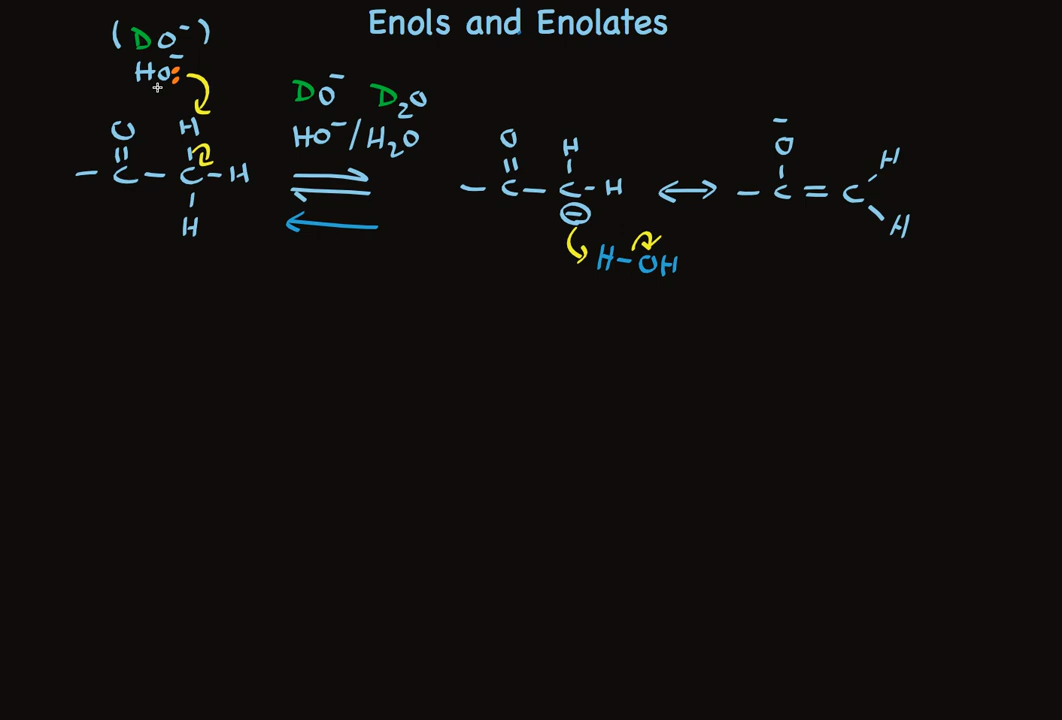 Enols and Enolates
(DO⁻)
HO:⁻
DO⁻ D₂O
HO⁻/H₂O
O H
|| |
— C — C — H
|
H
O H
|| |
— C — C - H
⊖
H — OH
⁻
O H
| /
— C = C
\
H